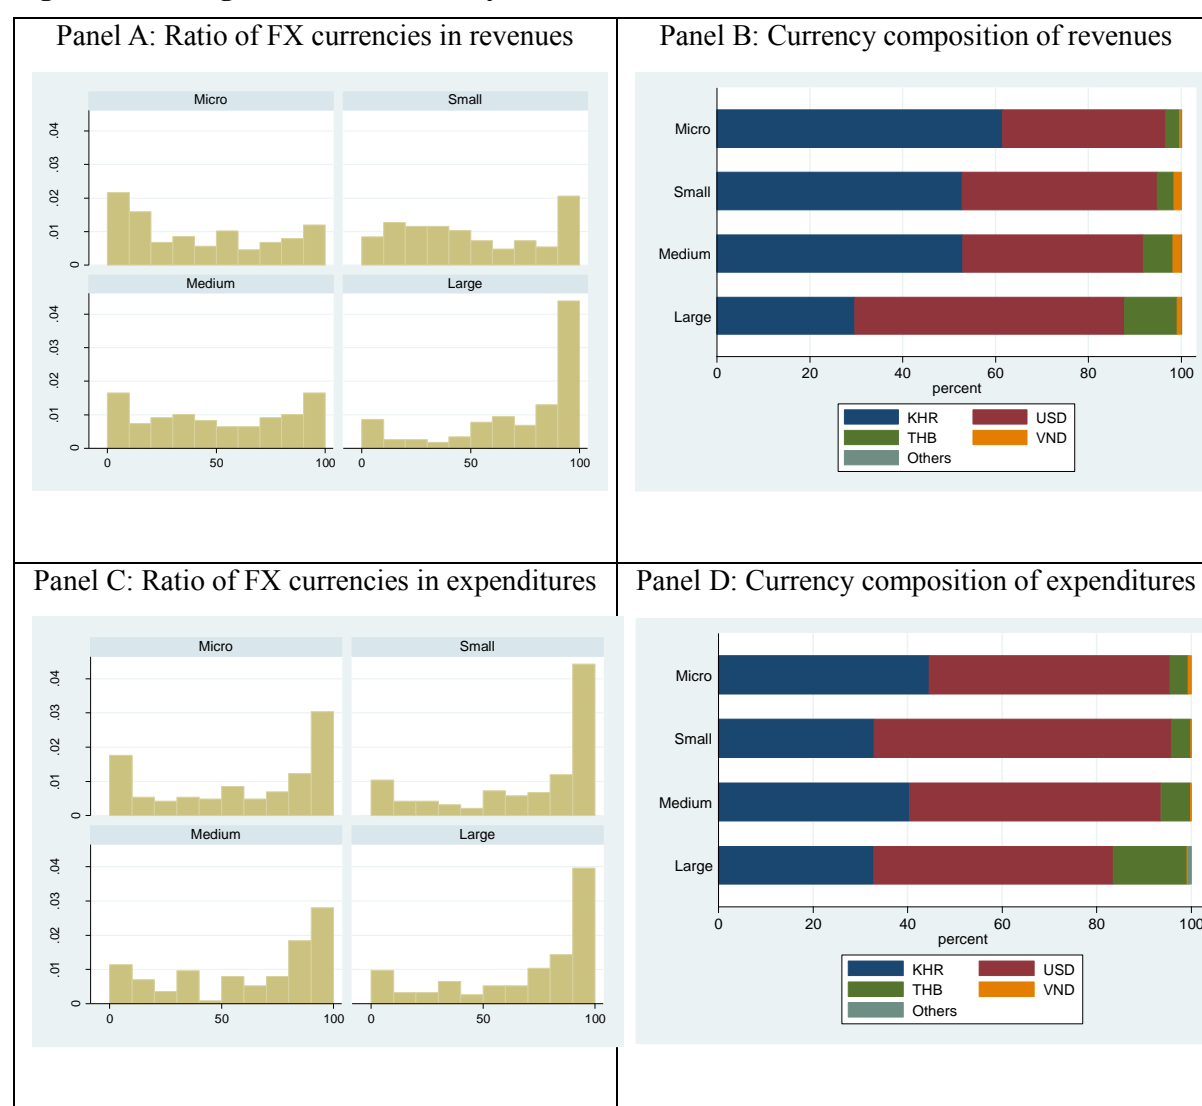 Panel A: Ratio of FX currencies in revenues
Micro
Small
.04
.03
.02
.01
0
Medium
Large
.04
.03
.02
.01
0
0 50 100 0 50 100
Panel B: Currency composition of revenues
Micro
Small
Medium
Large
0 20 40 60 80 100
percent
KHR USD
THB VND
Others
Panel C: Ratio of FX currencies in expenditures
Micro
Small
.04
.03
.02
.01
0
Medium
Large
.04
.03
.02
.01
0
0 50 100 0 50 100
Panel D: Currency composition of expenditures
Micro
Small
Medium
Large
0 20 40 60 80 100
percent
KHR USD
THB VND
Others